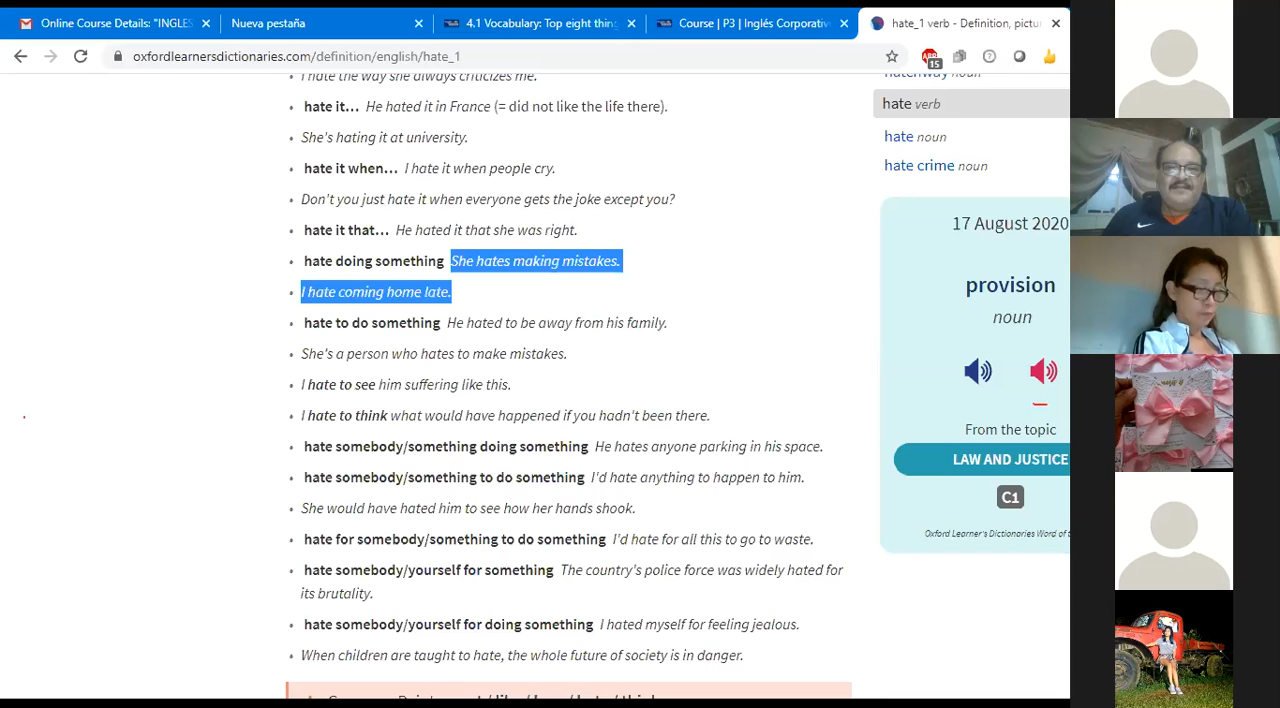 Online Course Details: "INGLES
Nueva pestaña
4.1 Vocabulary: Top eight thing
Course | P3 | Inglés Corporativ
hate_1 verb - Definition, pictu
oxfordlearnersdictionaries.com/definition/english/hate_1
ABP
15
I hate the way she always criticizes me.
hate it… He hated it in France (= did not like the life there).
She's hating it at university.
hate it when… I hate it when people cry.
Don't you just hate it when everyone gets the joke except you?
hate it that… He hated it that she was right.
hate doing something She hates making mistakes.
I hate coming home late.
hate to do something He hated to be away from his family.
She's a person who hates to make mistakes.
I hate to see him suffering like this.
I hate to think what would have happened if you hadn't been there.
hate somebody/something doing something He hates anyone parking in his space.
hate somebody/something to do something I'd hate anything to happen to him.
She would have hated him to see how her hands shook.
hate for somebody/something to do something I'd hate for all this to go to waste.
hate somebody/yourself for something The country's police force was widely hated for
its brutality.
hate somebody/yourself for doing something I hated myself for feeling jealous.
When children are taught to hate, the whole future of society is in danger.
hate verb
hate noun
hate crime noun
17 August 2020
provision
noun
From the topic
LAW AND JUSTICE
C1
Oxford Learner's Dictionaries Word of t